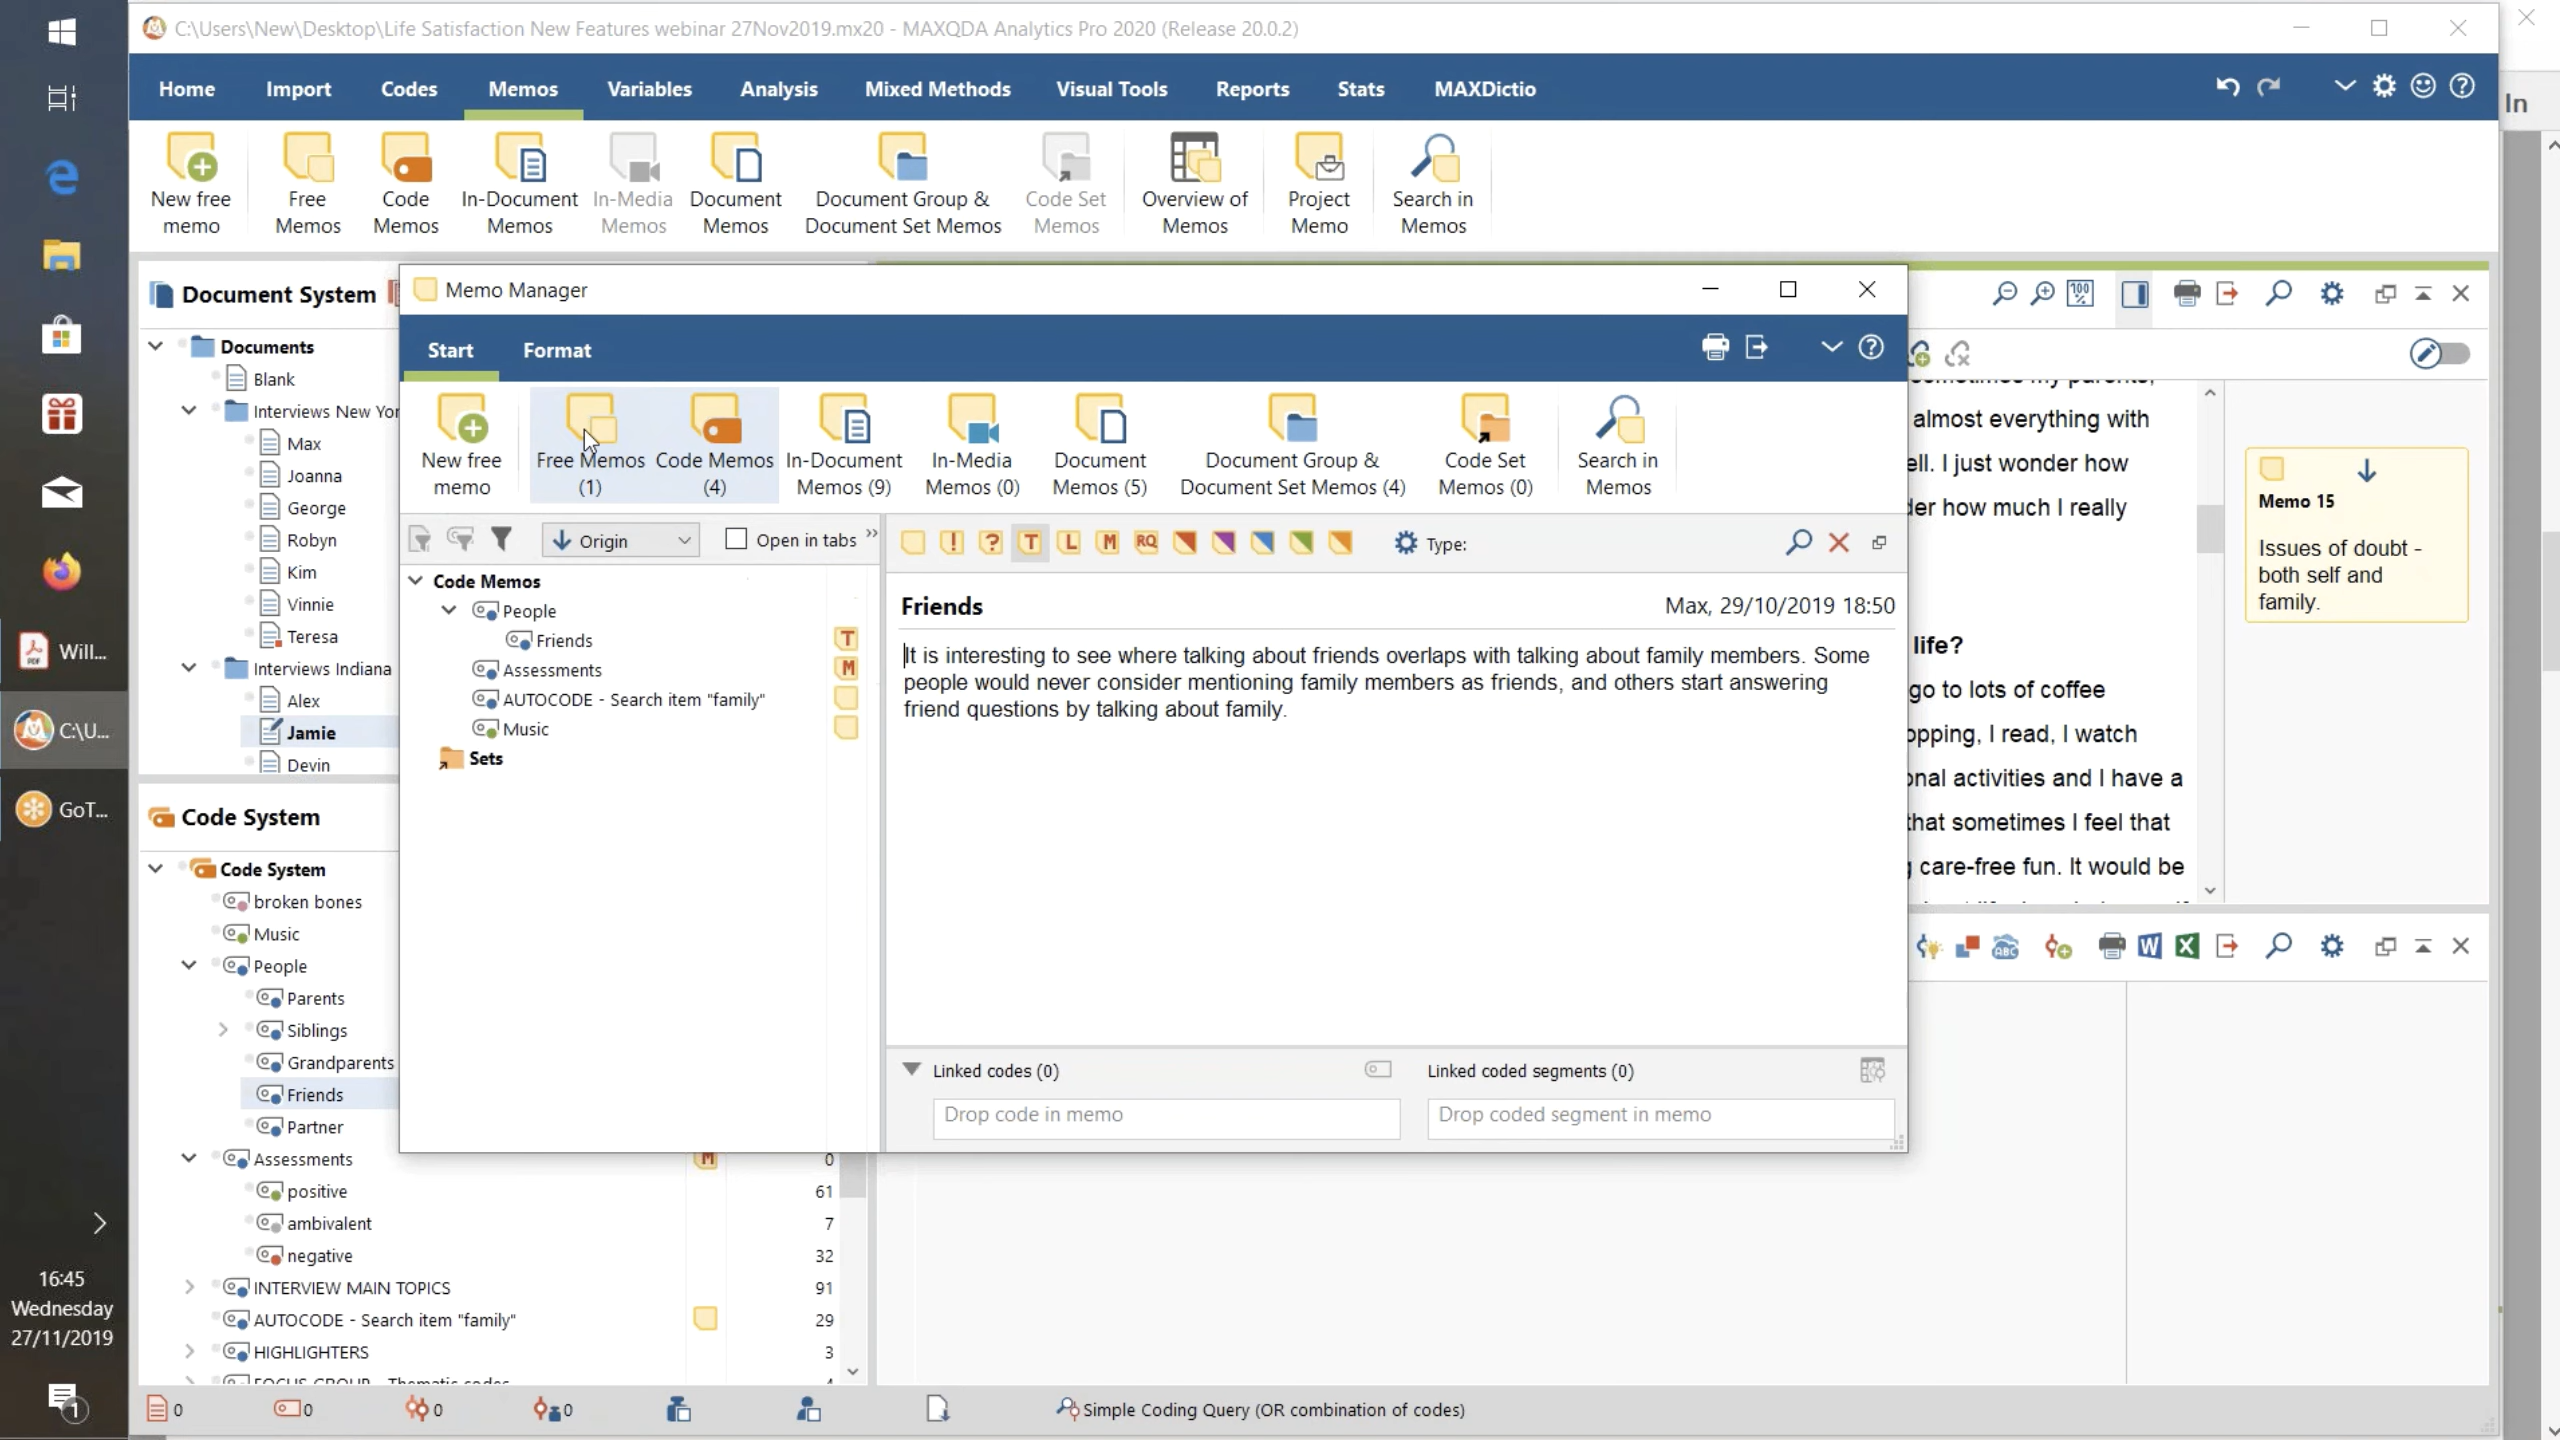 C:\Users\New\Desktop\Life Satisfaction New Features webinar 27Nov2019.mx20 - MAXQDA Analytics Pro 2020 (Release 20.0.2)
Home Import Codes Memos Variables Analysis Mixed Methods Visual Tools Reports Stats MAXDictio
In
New free memo
Free Memos
Code Memos
In-Document Memos
In-Media Memos
Document Memos
Document Group & Document Set Memos
Code Set Memos
Overview of Memos
Project Memo
Search in Memos
Document System
Documents
Blank
Interviews New Yor
Max
Joanna
George
Robyn
Kim
Vinnie
Teresa
Interviews Indiana
Alex
Jamie
Devin
Memo Manager
Start Format
New free memo
Free Memos (1)
Code Memos (4)
In-Document Memos (9)
In-Media Memos (0)
Document Memos (5)
Document Group & Document Set Memos (4)
Code Set Memos (0)
Search in Memos
Origin
Open in tabs
Type:
Code Memos
People
Friends
Assessments
AUTOCODE - Search item "family"
Music
Sets
Friends
Max, 29/10/2019 18:50
It is interesting to see where talking about friends overlaps with talking about family members. Some
people would never consider mentioning family members as friends, and others start answering
friend questions by talking about family.
Linked codes (0)
Linked coded segments (0)
Drop code in memo
Drop coded segment in memo
almost everything with
ell. I just wonder how
der how much I really
life?
go to lots of coffee
opping, I read, I watch
onal activities and I have a
that sometimes I feel that
care-free fun. It would be
Memo 15
Issues of doubt -
both self and
family.
Code System
Code System
broken bones
Music
People
Parents
Siblings
Grandparents
Friends
Partner
Assessments 0
positive 61
ambivalent 7
negative 32
INTERVIEW MAIN TOPICS 91
AUTOCODE - Search item "family" 29
HIGHLIGHTERS 3
0 0 0 0
Simple Coding Query (OR combination of codes)
Will...
C:\U...
GoT...
16:45
Wednesday
27/11/2019
1